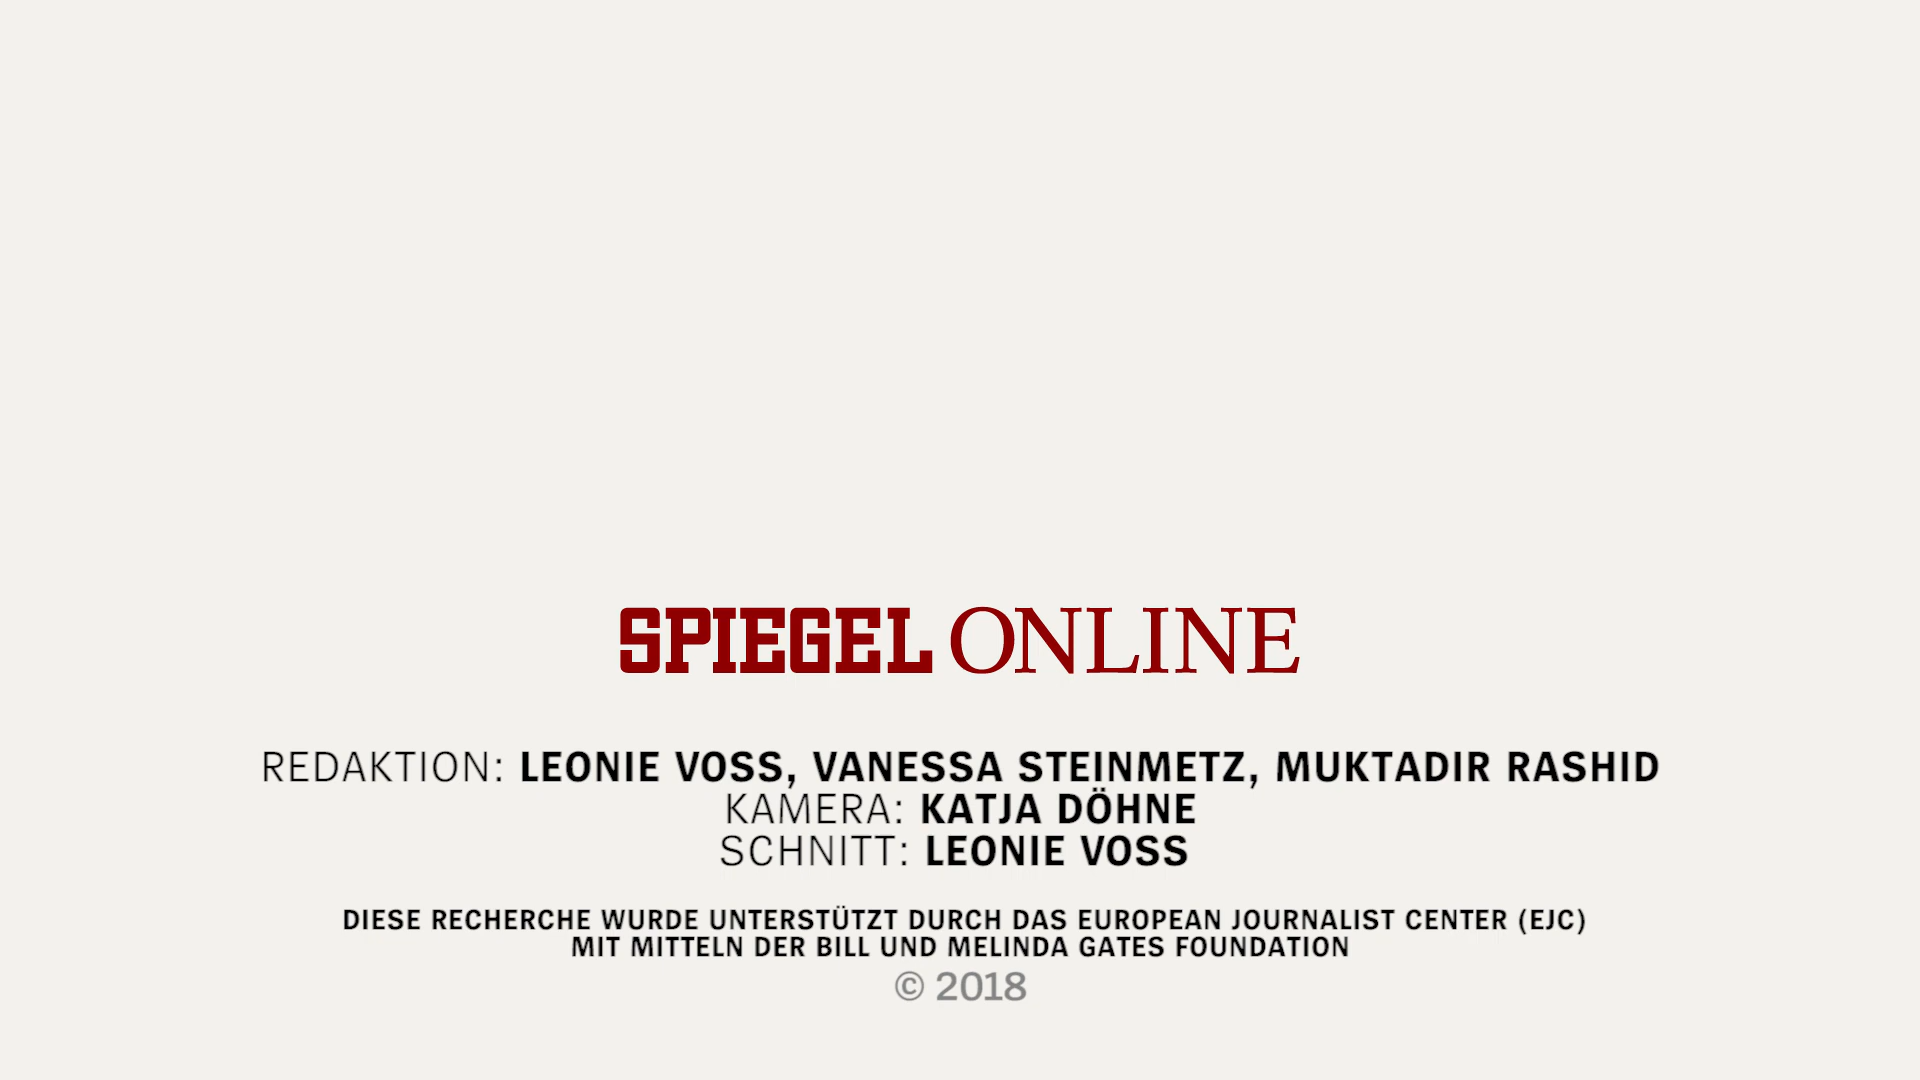 SPIEGEL ONLINE
REDAKTION: LEONIE VOSS, VANESSA STEINMETZ, MUKTADIR RASHID
KAMERA: KATJA DÖHNE
SCHNITT: LEONIE VOSS
DIESE RECHERCHE WURDE UNTERSTÜTZT DURCH DAS EUROPEAN JOURNALIST CENTER (EJC)
MIT MITTELN DER BILL UND MELINDA GATES FOUNDATION
© 2018